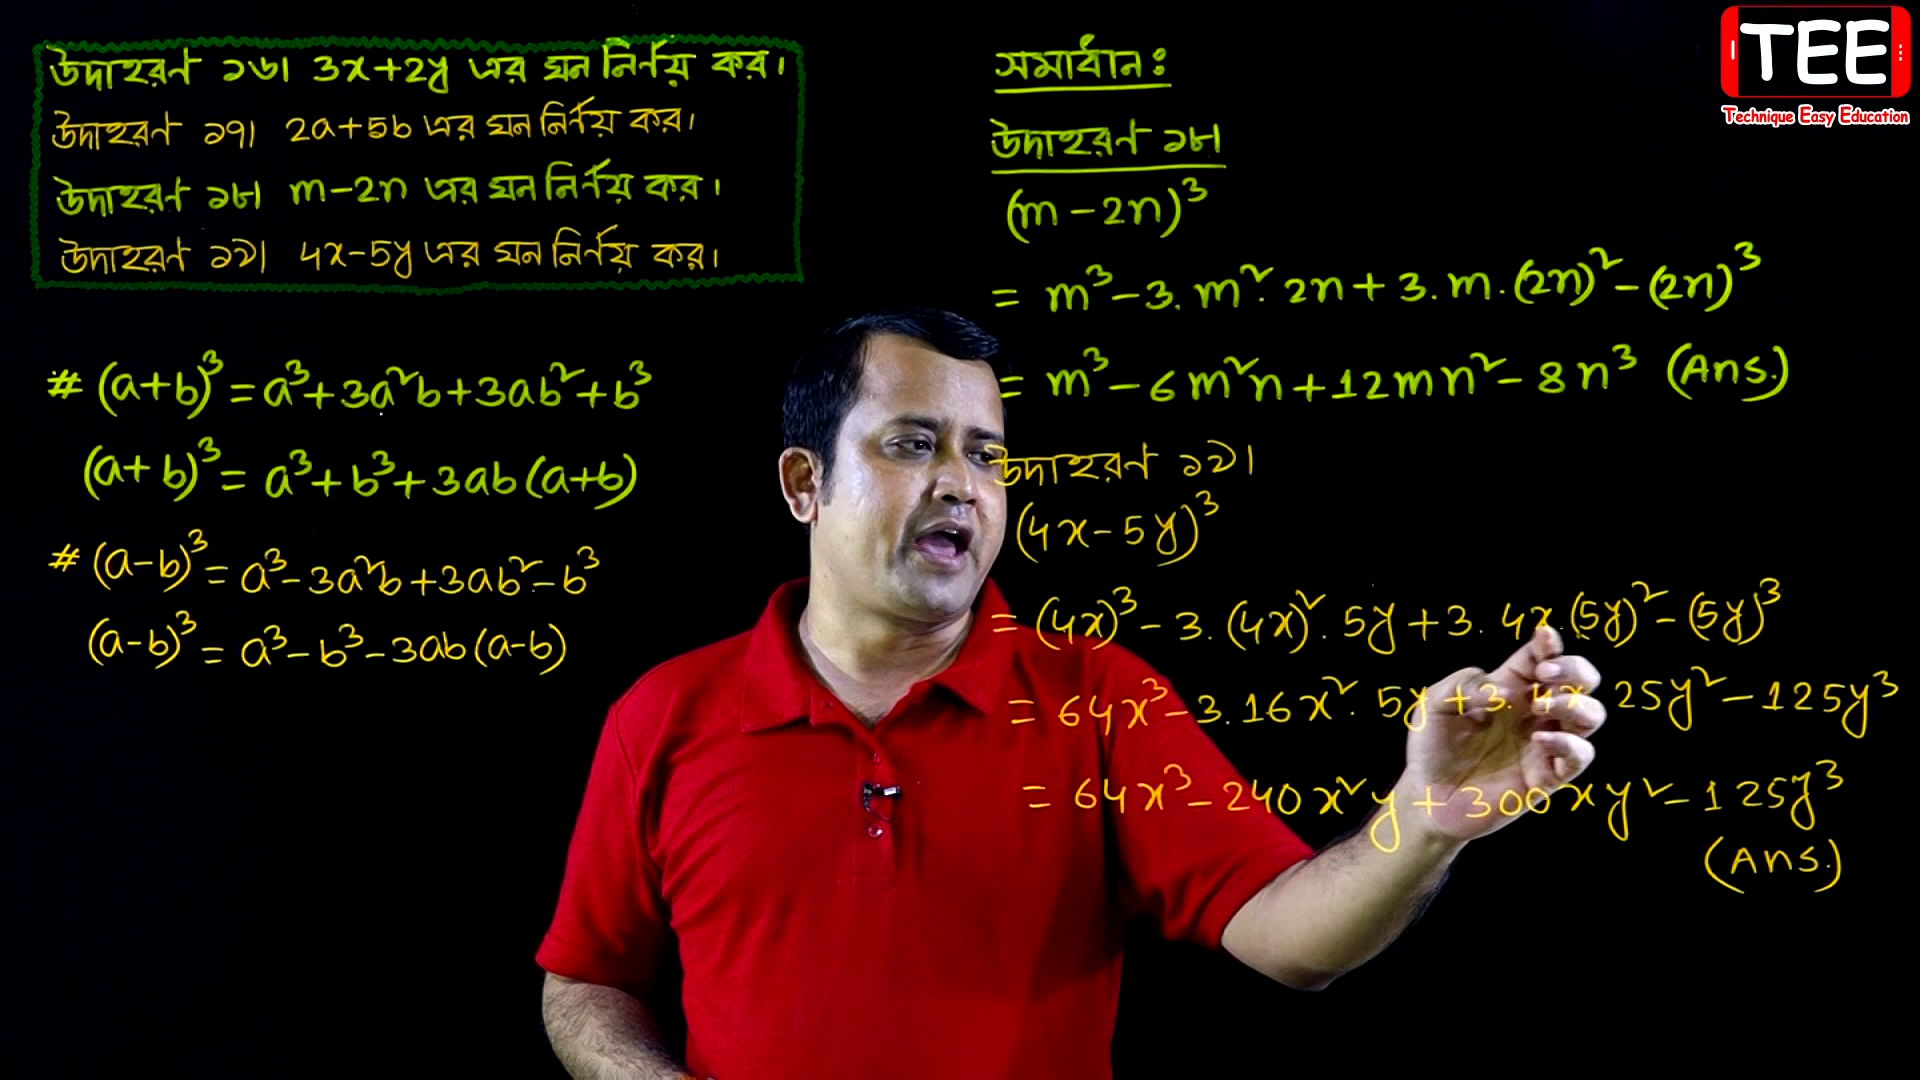 উদাহরণ ১৬। 3x+2y এর ঘন নির্ণয় কর।
উদাহরণ ১৭। 2a+5b এর ঘন নির্ণয় কর।
উদাহরণ ১৮। m-2n এর ঘন নির্ণয় কর।
উদাহরণ ১৯। 4x-5y এর ঘন নির্ণয় কর।
# (a+b)³ = a³+3a²b+3ab²+b³
(a+b)³ = a³+b³+3ab(a+b)
# (a-b)³ = a³-3a²b+3ab²-b³
(a-b)³ = a³-b³-3ab(a-b)
সমাধান:
উদাহরণ ১৮।
(m-2n)³
= m³-3.m².2n+3.m.(2n)²-(2n)³
= m³-6m²n+12mn²-8n³ (Ans.)
উদাহরণ ১৯।
(4x-5y)³
= (4x)³-3.(4x)².5y+3.4x.(5y)²-(5y)³
= 64x³-3.16x².5y+3.4x.25y²-125y³
= 64x³-240x²y+300xy²-125y³
(Ans.)
TEE
Technique Easy Education